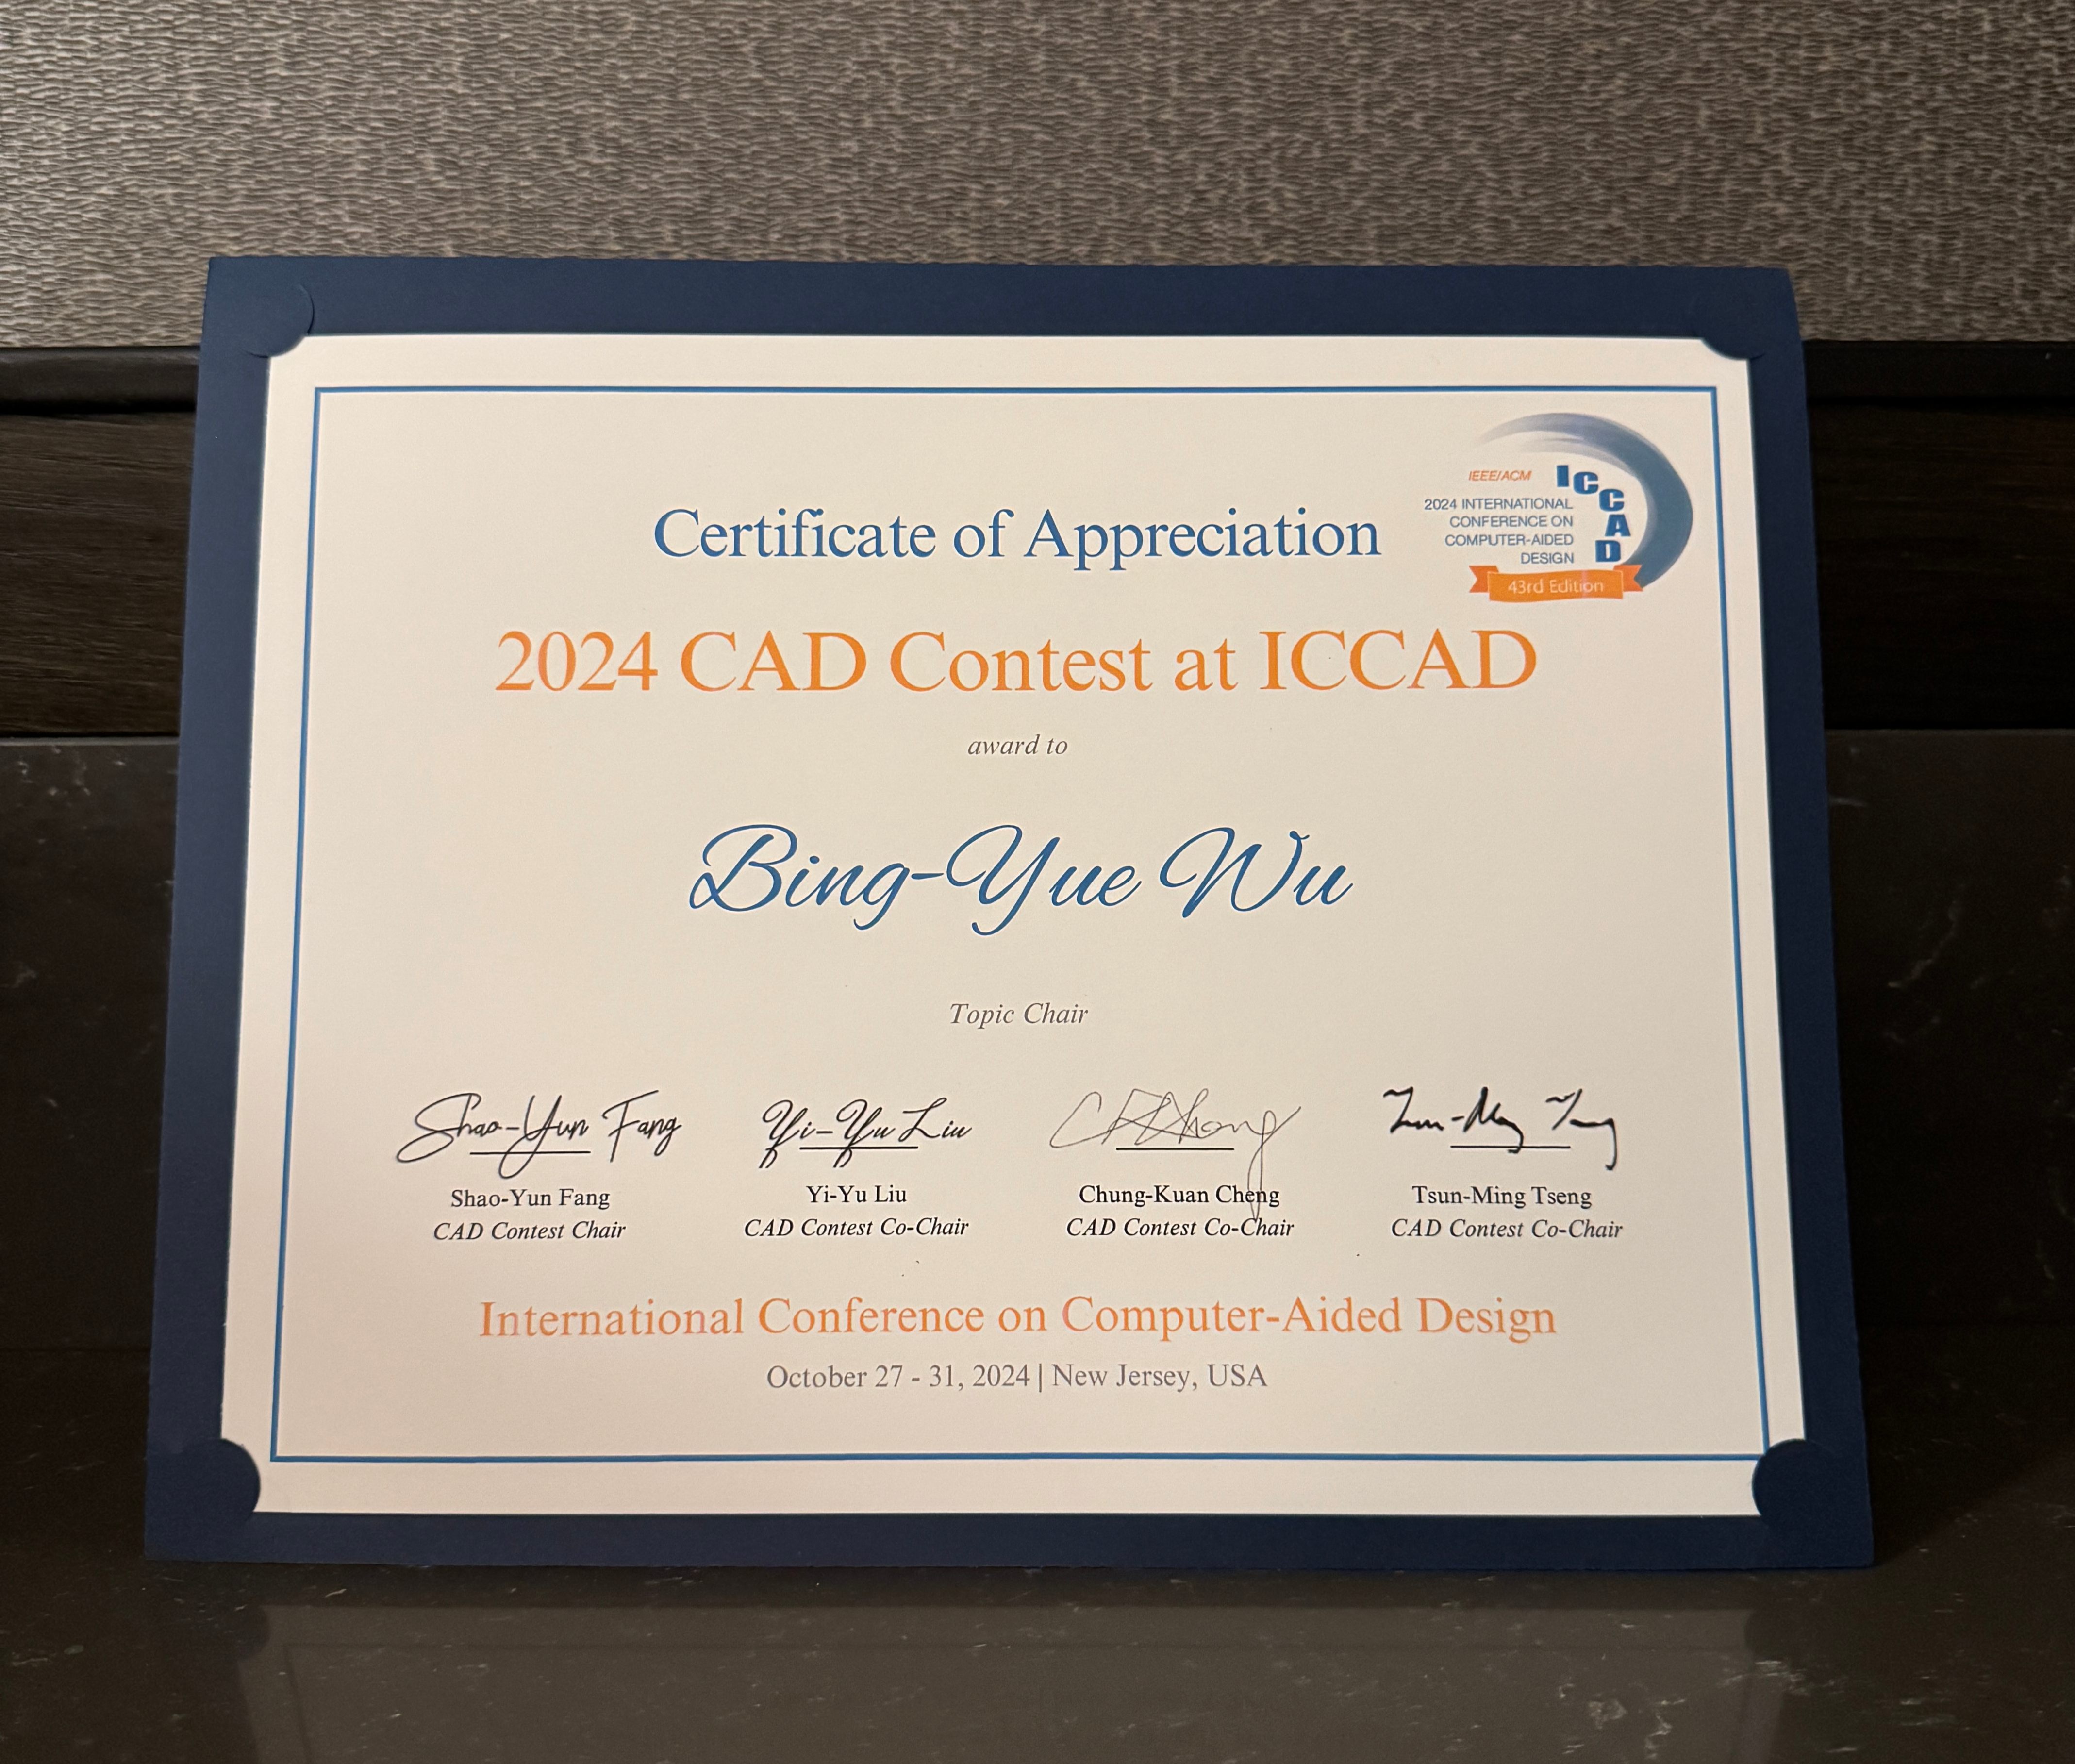 IEEE/ACM
ICCAD
2024 INTERNATIONAL
CONFERENCE ON
COMPUTER-AIDED
DESIGN
43rd Edition
Certificate of Appreciation
2024 CAD Contest at ICCAD
award to
Bing-Yue Wu
Topic Chair
Shao-Yun Fang
Yi-Yu Liu
Shao-Yun Fang
CAD Contest Chair
Yi-Yu Liu
CAD Contest Co-Chair
Chung-Kuan Cheng
CAD Contest Co-Chair
Tsun-Ming Tseng
CAD Contest Co-Chair
International Conference on Computer-Aided Design
October 27 - 31, 2024 | New Jersey, USA